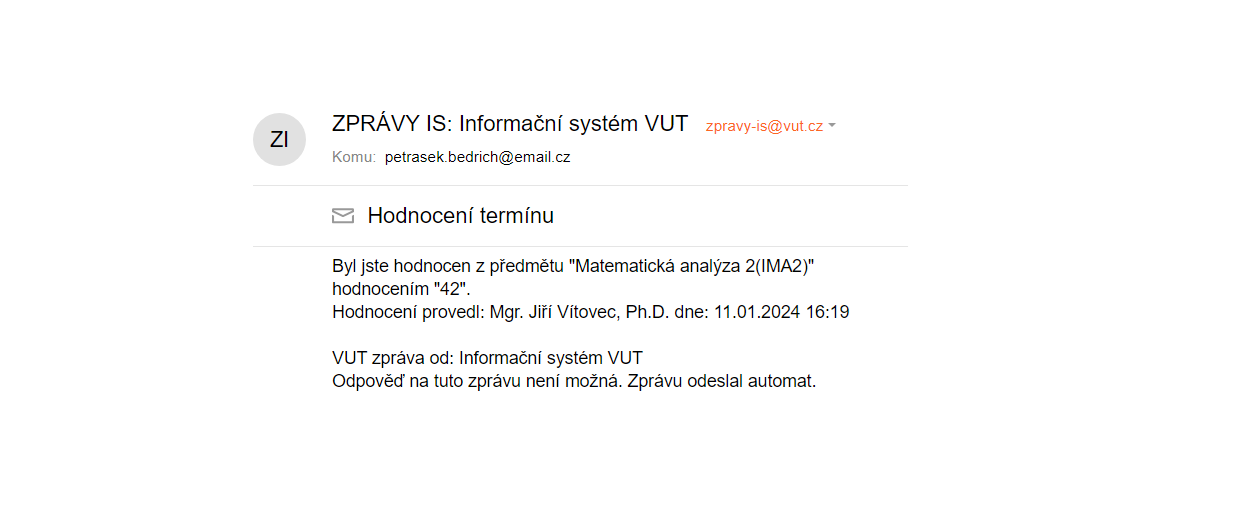 ZI
ZPRÁVY IS: Informační systém VUT zpravy-is@vut.cz
Komu: petrasek.bedrich@email.cz
Hodnocení termínu
Byl jste hodnocen z předmětu "Matematická analýza 2(IMA2)"
hodnocením "42".
Hodnocení provedl: Mgr. Jiří Vítovec, Ph.D. dne: 11.01.2024 16:19
VUT zpráva od: Informační systém VUT
Odpověď na tuto zprávu není možná. Zprávu odeslal automat.